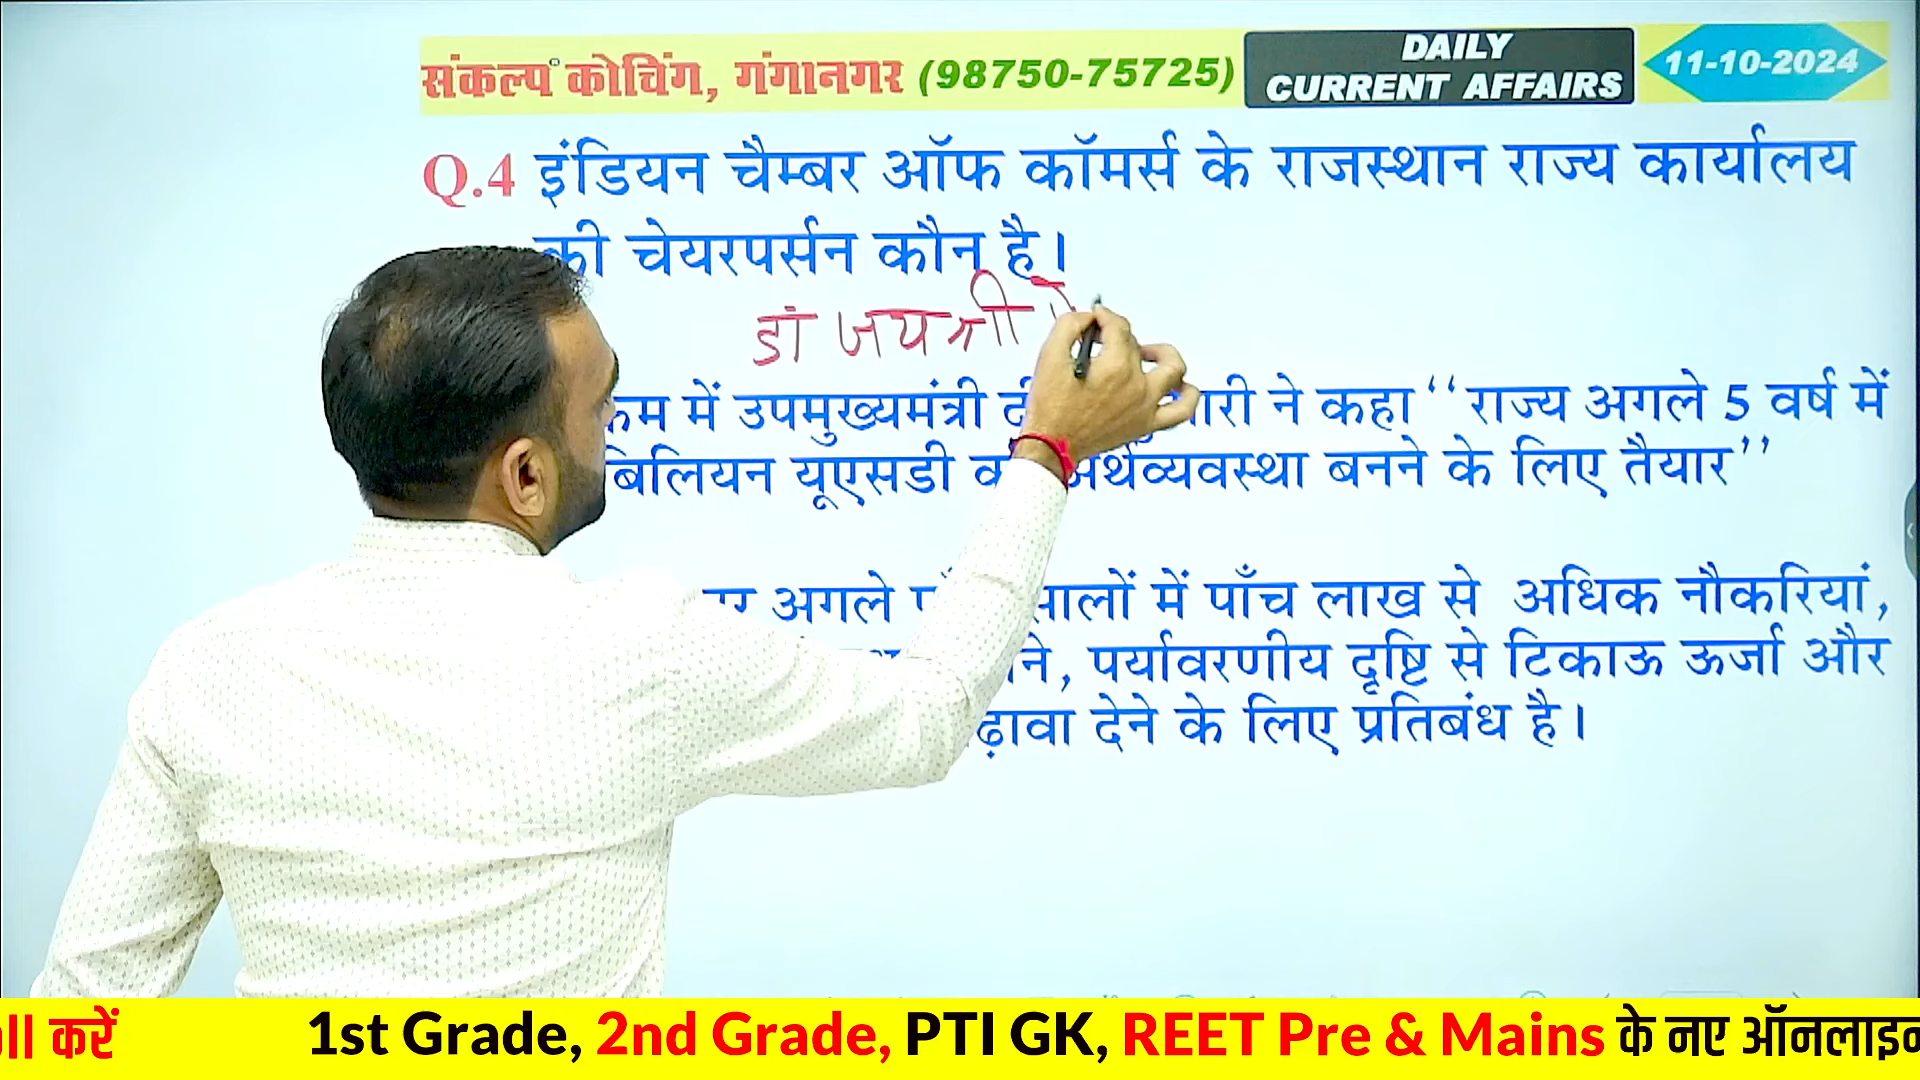 संकल्प कोचिंग, गंगानगर (98750-75725)
DAILY
CURRENT AFFAIRS
11-10-2024
Q.4 इंडियन चैम्बर ऑफ कॉमर्स के राजस्थान राज्य कार्यालय
की चेयरपर्सन कौन है।
डां जयश्री
में उपमुख्यमंत्री ने कहा ‘‘राज्य अगले 5 वर्ष में
बिलियन यूएसडी अर्थव्यवस्था बनने के लिए तैयार’’
अगले सालों में पाँच लाख से अधिक नौकरियां,
पर्यावरणीय दृष्टि से टिकाऊ ऊर्जा और
देने के लिए प्रतिबंध है।
करें 1st Grade, 2nd Grade, PTI GK, REET Pre & Mains के नए ऑनलाइन